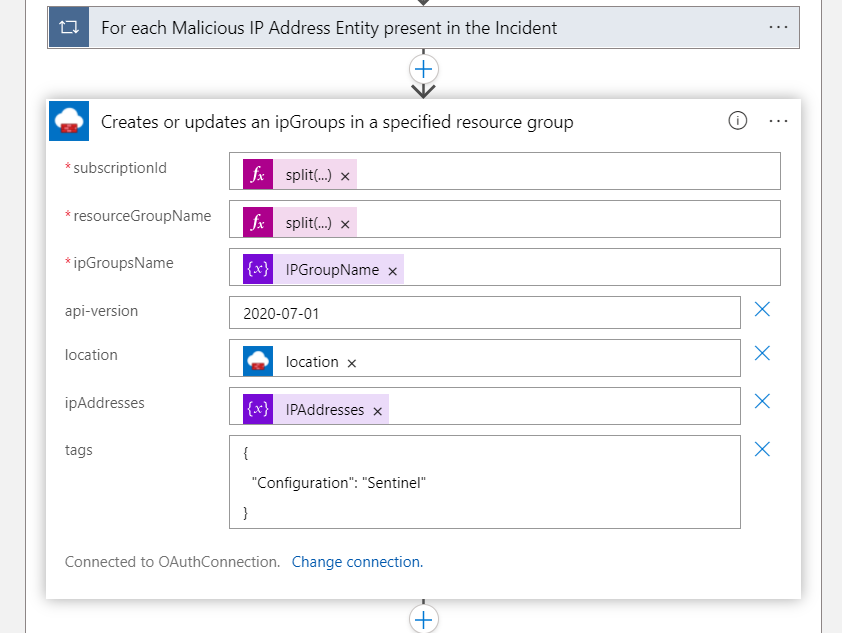 For each Malicious IP Address Entity present in the Incident
Creates or updates an ipGroups in a specified resource group
*subscriptionId
fx split(...) ×
*resourceGroupName
fx split(...) ×
*ipGroupsName
{x} IPGroupName ×
api-version
2020-07-01
location
location ×
ipAddresses
{x} IPAddresses ×
tags
{
"Configuration": "Sentinel"
}
Connected to OAuthConnection. Change connection.